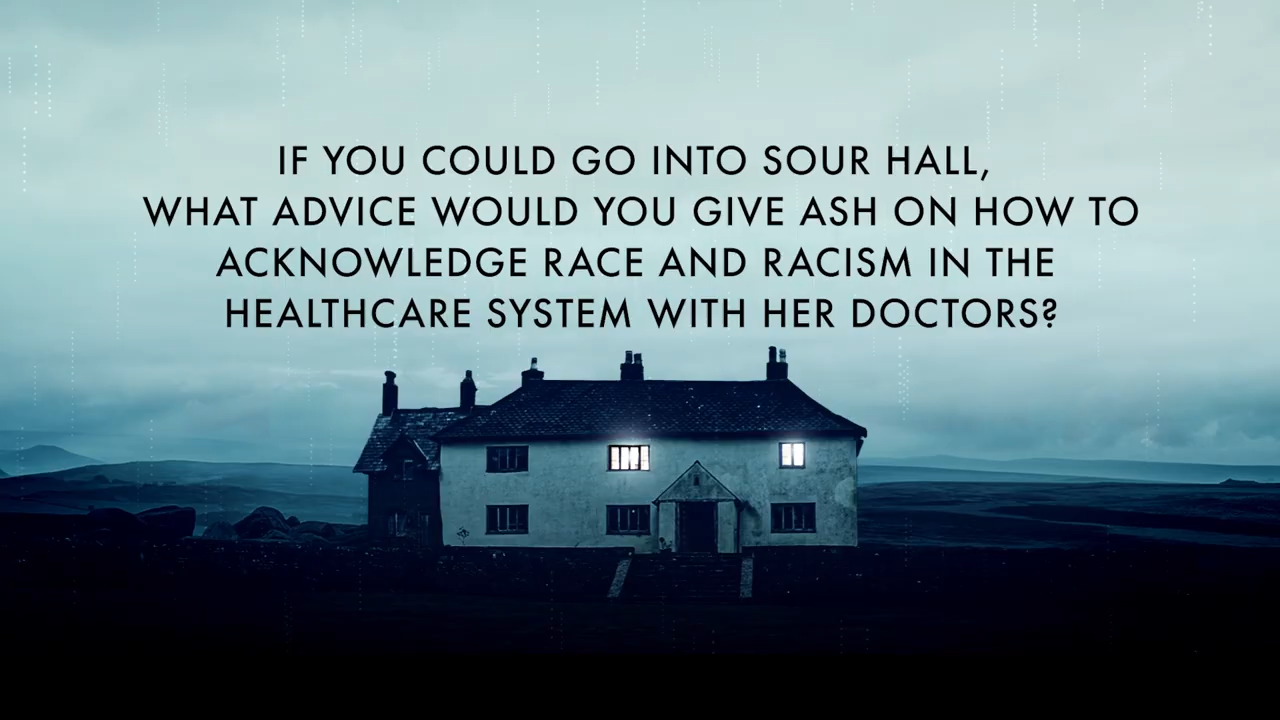 IF YOU COULD GO INTO SOUR HALL,
WHAT ADVICE WOULD YOU GIVE ASH ON HOW TO
ACKNOWLEDGE RACE AND RACISM IN THE
HEALTHCARE SYSTEM WITH HER DOCTORS?